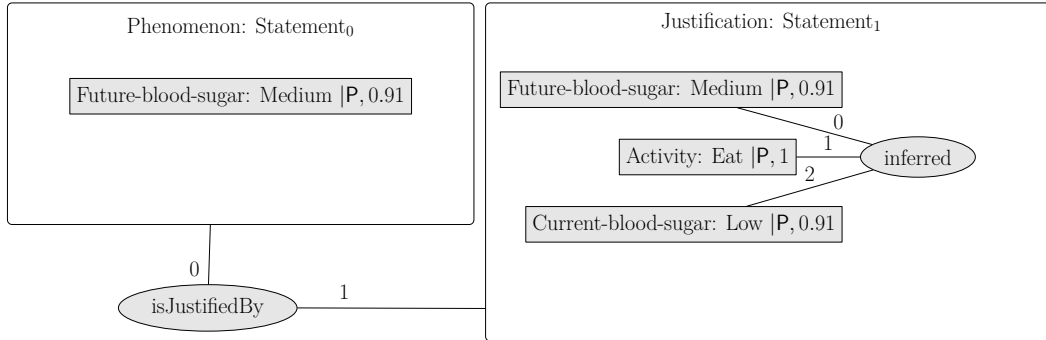 Phenomenon: Statement₀
Future-blood-sugar: Medium |P, 0.91
0
isJustifiedBy
1
Justification: Statement₁
Future-blood-sugar: Medium |P, 0.91
0
Activity: Eat |P, 1
1
inferred
2
Current-blood-sugar: Low |P, 0.91